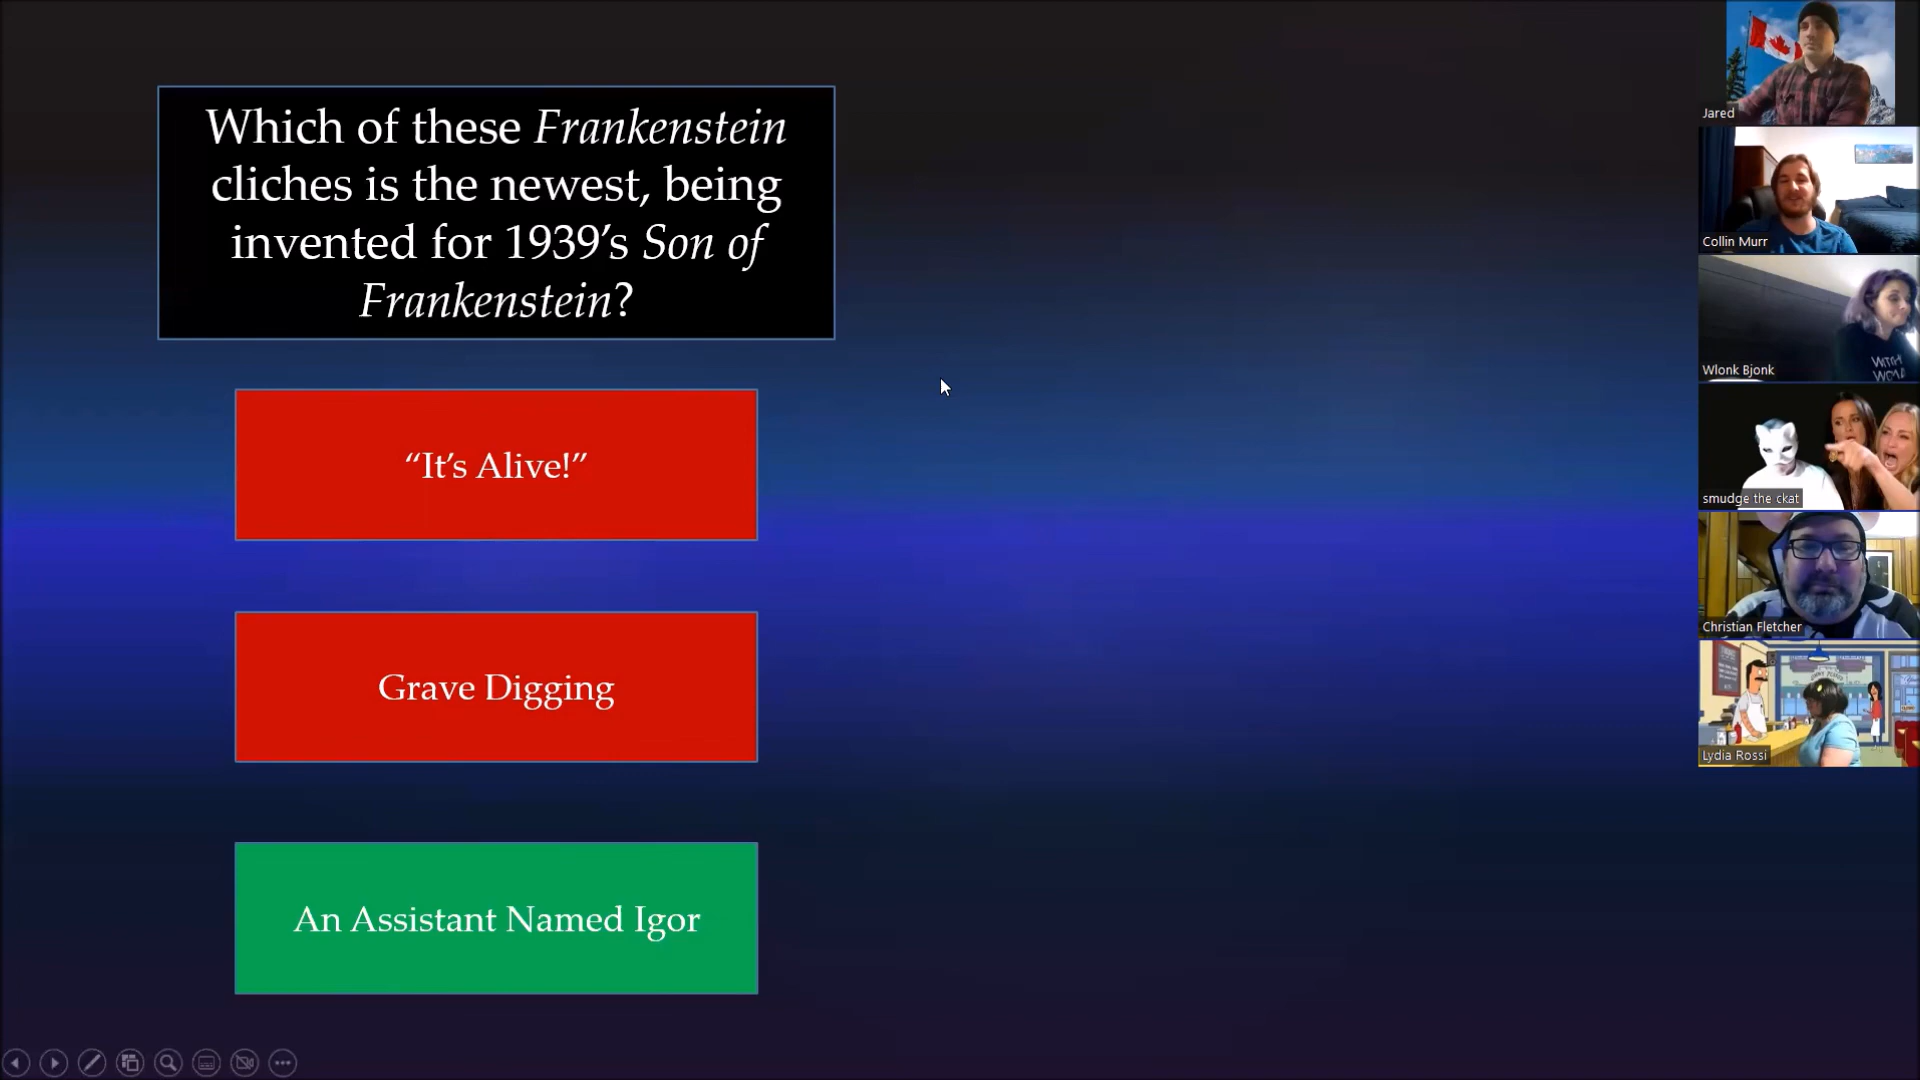 Which of these Frankenstein
cliches is the newest, being
invented for 1939’s Son of
Frankenstein?
“It’s Alive!”
Grave Digging
An Assistant Named Igor
Jared
Collin Murr
Wlonk Bjonk
smudge the ckat
Christian Fletcher
Lydia Rossi